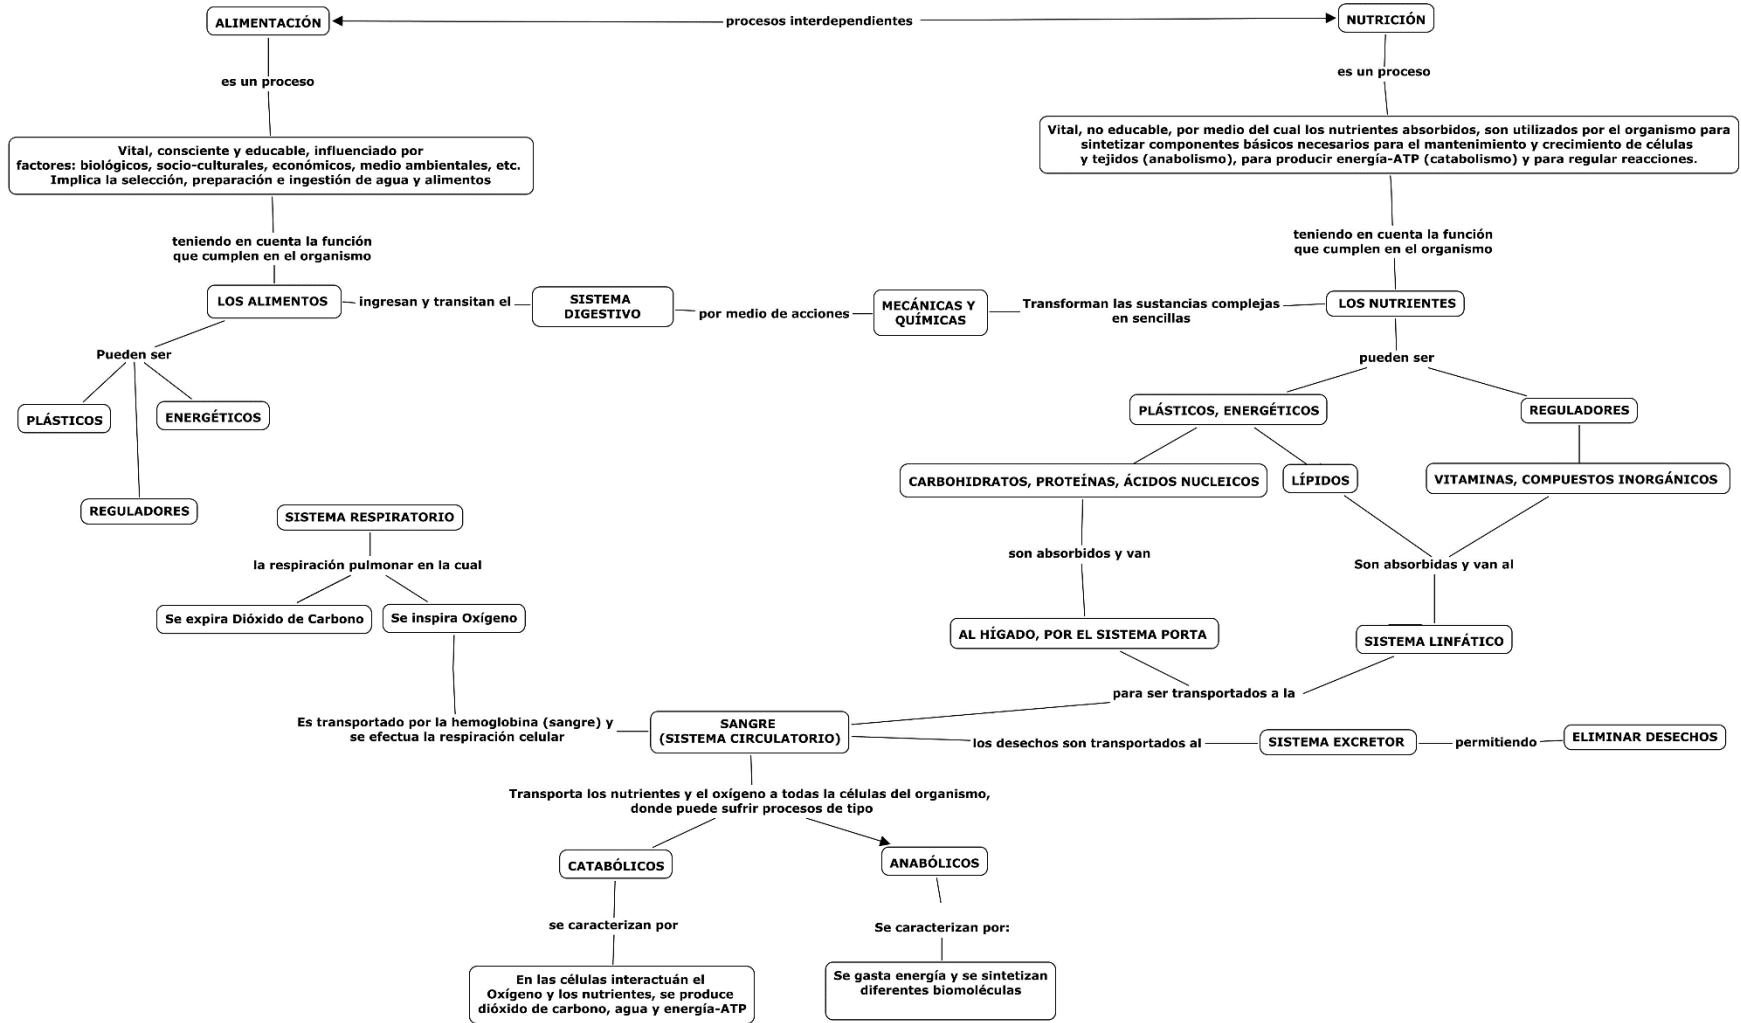 ALIMENTACIÓN
procesos interdependientes
NUTRICIÓN
es un proceso
es un proceso
Vital, consciente y educable, influenciado por
factores: biológicos, socio-culturales, económicos, medio ambientales, etc.
Implica la selección, preparación e ingestión de agua y alimentos
Vital, no educable, por medio del cual los nutrientes absorbidos, son utilizados por el organismo para
sintetizar componentes básicos necesarios para el mantenimiento y crecimiento de células
y tejidos (anabolismo), para producir energía-ATP (catabolismo) y para regular reacciones.
teniendo en cuenta la función
que cumplen en el organismo
teniendo en cuenta la función
que cumplen en el organismo
LOS ALIMENTOS
ingresan y transitan el
SISTEMA
DIGESTIVO
por medio de acciones
MECÁNICAS Y
QUÍMICAS
Transforman las sustancias complejas
en sencillas
LOS NUTRIENTES
Pueden ser
pueden ser
PLÁSTICOS
ENERGÉTICOS
REGULADORES
PLÁSTICOS, ENERGÉTICOS
REGULADORES
CARBOHIDRATOS, PROTEÍNAS, ÁCIDOS NUCLEICOS
LÍPIDOS
VITAMINAS, COMPUESTOS INORGÁNICOS
SISTEMA RESPIRATORIO
la respiración pulmonar en la cual
son absorbidos y van
Son absorbidas y van al
Se expira Dióxido de Carbono
Se inspira Oxígeno
AL HÍGADO, POR EL SISTEMA PORTA
SISTEMA LINFÁTICO
para ser transportados a la
Es transportado por la hemoglobina (sangre) y
se efectua la respiración celular
SANGRE
(SISTEMA CIRCULATORIO)
los desechos son transportados al
SISTEMA EXCRETOR
permitiendo
ELIMINAR DESECHOS
Transporta los nutrientes y el oxígeno a todas la células del organismo,
donde puede sufrir procesos de tipo
CATABÓLICOS
ANABÓLICOS
se caracterizan por
Se caracterizan por:
En las células interactuán el
Oxígeno y los nutrientes, se produce
dióxido de carbono, agua y energía-ATP
Se gasta energía y se sintetizan
diferentes biomoléculas